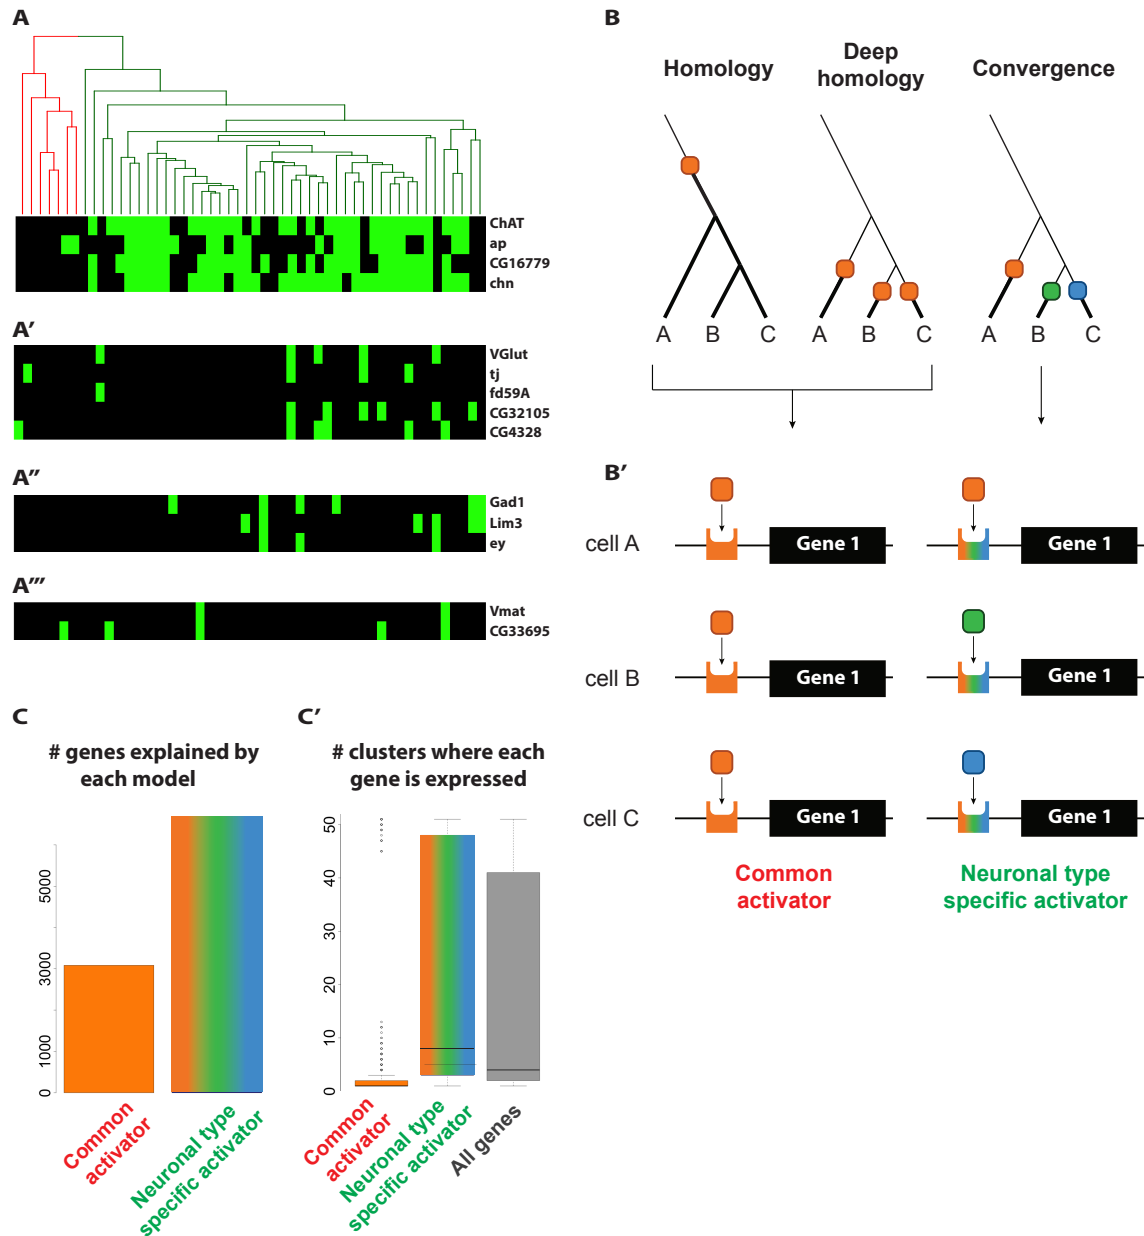 A
ChAT
ap
CG16779
chn
A′
VGlut
tj
fd59A
CG32105
CG4328
A″
Gad1
Lim3
ey
A‴
Vmat
CG33695
B
Homology
Deep
homology
Convergence
A B C
A B C
A B C
B′
cell A
Gene 1
Gene 1
cell B
Gene 1
Gene 1
cell C
Gene 1
Gene 1
Common
activator
Neuronal type
specific activator
C
# genes explained by
each model
5000
3000
1000
0
Common
activator
Neuronal type
specific activator
C′
# clusters where each
gene is expressed
50
40
30
20
10
0
Common
activator
Neuronal type
specific activator
All genes